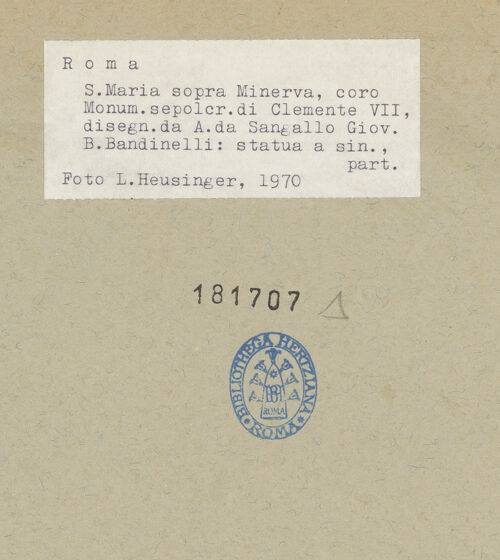 R o m a
S.Maria sopra Minerva, coro
Monum.sepolcr.di Clemente VII,
disegn.da A.da Sangallo Giov.
B.Bandinelli: statua a sin.,
part.
Foto L.Heusinger, 1970
181707
BIBLIOTHECA HERTZIANA
ROMA
ROMA